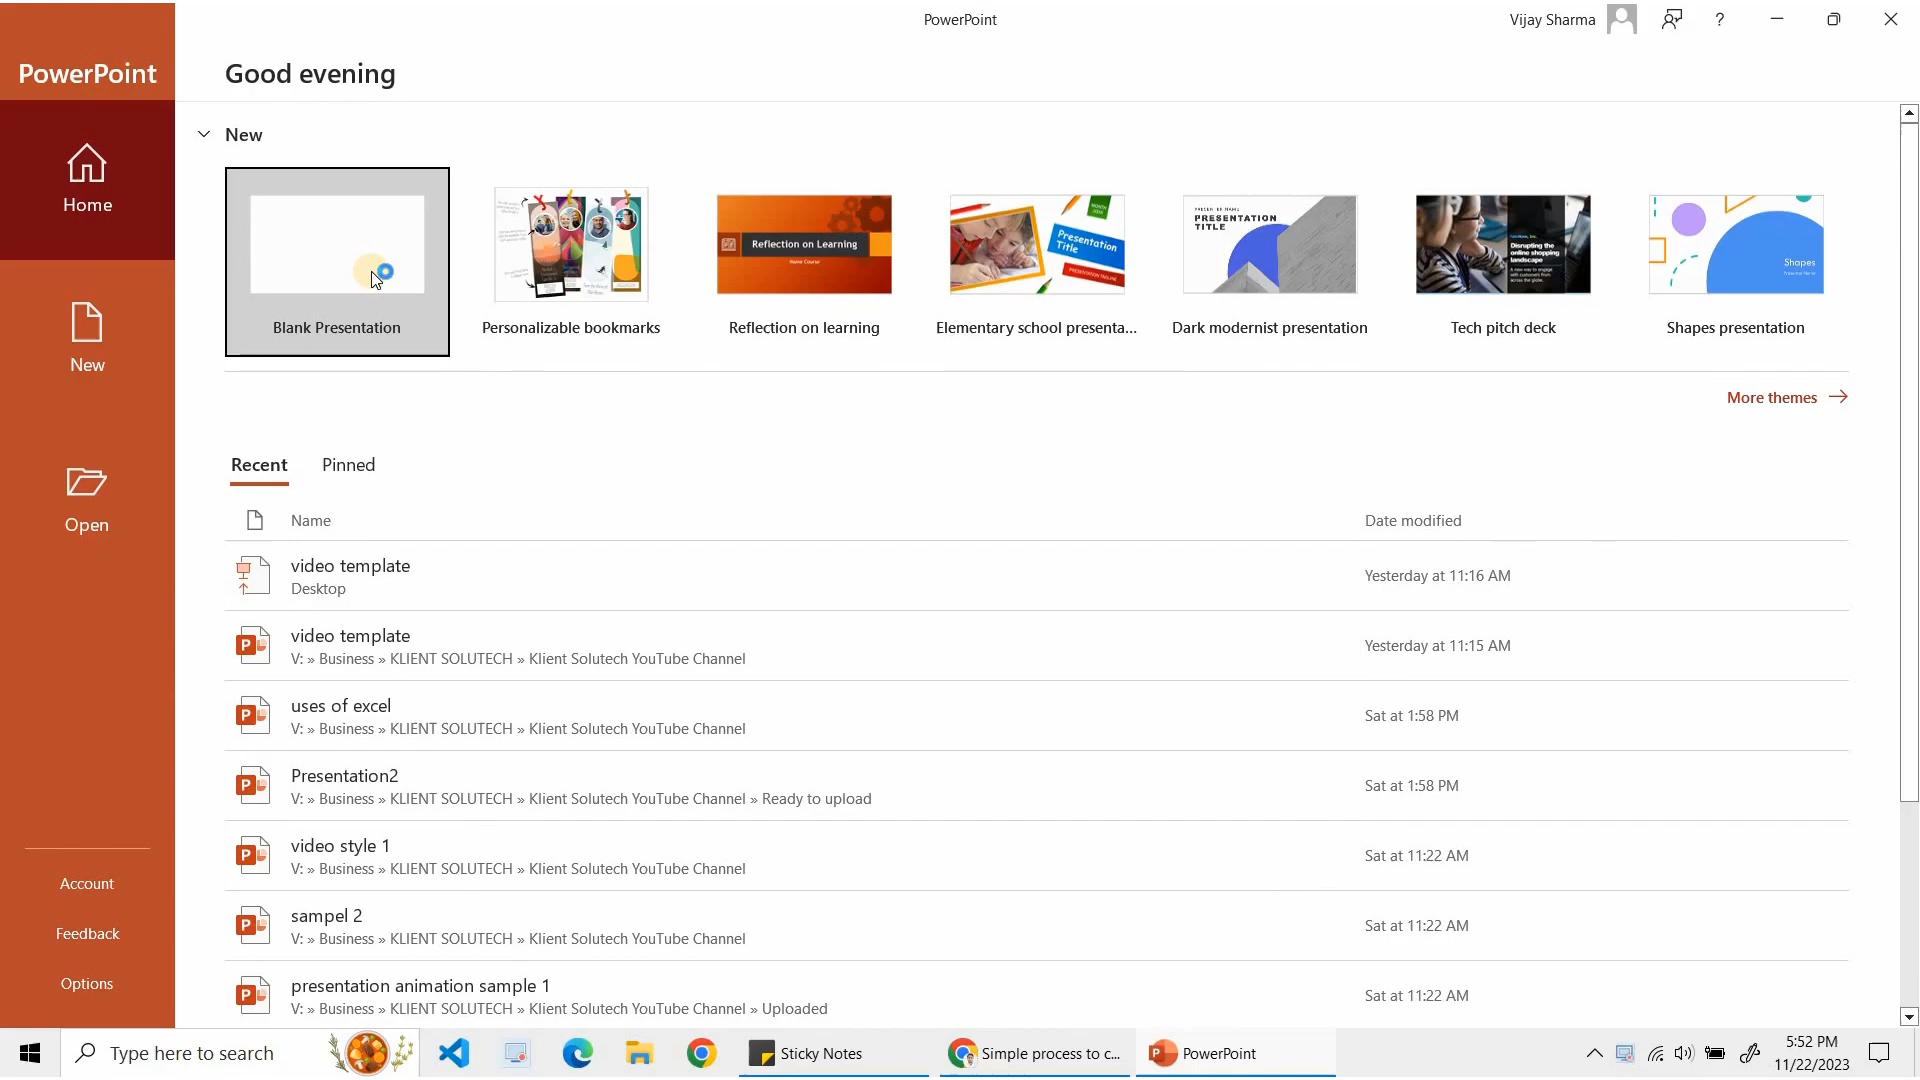 PowerPoint
Vijay Sharma
?
PowerPoint
Good evening
New
Home
New
Open
Account
Feedback
Options
Reflection on Learning
Home Course
Presentation
Title
PRESENTATION
TITLE
Disrupting the
online shopping
landscape
Shapes
Blank Presentation
Personalizable bookmarks
Reflection on learning
Elementary school presenta...
Dark modernist presentation
Tech pitch deck
Shapes presentation
More themes
Recent Pinned
Name Date modified
video template
Desktop
Yesterday at 11:16 AM
video template
V: » Business » KLIENT SOLUTECH » Klient Solutech YouTube Channel
Yesterday at 11:15 AM
uses of excel
V: » Business » KLIENT SOLUTECH » Klient Solutech YouTube Channel
Sat at 1:58 PM
Presentation2
V: » Business » KLIENT SOLUTECH » Klient Solutech YouTube Channel » Ready to upload
Sat at 1:58 PM
video style 1
V: » Business » KLIENT SOLUTECH » Klient Solutech YouTube Channel
Sat at 11:22 AM
sampel 2
V: » Business » KLIENT SOLUTECH » Klient Solutech YouTube Channel
Sat at 11:22 AM
presentation animation sample 1
V: » Business » KLIENT SOLUTECH » Klient Solutech YouTube Channel » Uploaded
Sat at 11:22 AM
Type here to search
Sticky Notes
Simple process to c...
PowerPoint
5:52 PM
11/22/2023